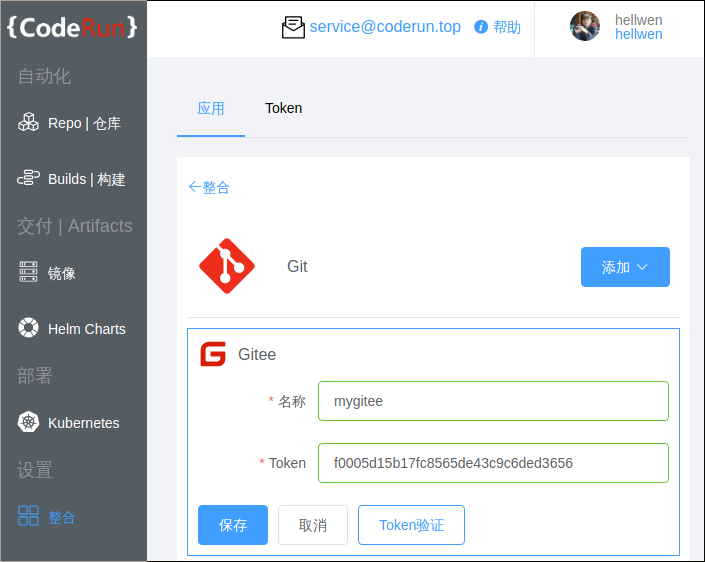 {CodeRun}
service@coderun.top
帮助
hellwen
hellwen
自动化
Repo | 仓库
Builds | 构建
交付 | Artifacts
镜像
Helm Charts
部署
Kubernetes
设置
整合
应用
Token
整合
Git
添加
Gitee
* 名称
mygitee
* Token
f0005d15b17fc8565de43c9c6ded3656
保存
取消
Token验证